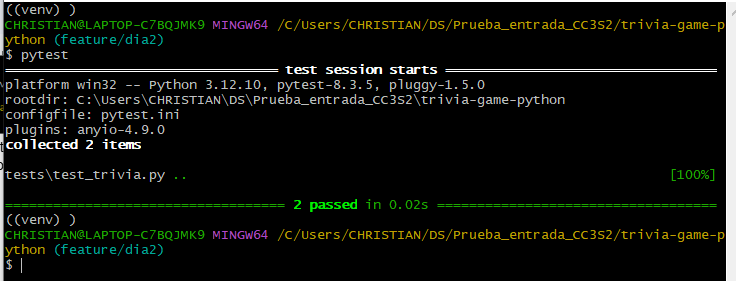 ((venv) )
CHRISTIAN@LAPTOP-C7BQJMK9 MINGW64 /C/Users/CHRISTIAN/DS/Prueba_entrada_CC3S2/trivia-game-p
ython (feature/dia2)
$ pytest
============================= test session starts =============================
platform win32 -- Python 3.12.10, pytest-8.3.5, pluggy-1.5.0
rootdir: C:\Users\CHRISTIAN\DS\Prueba_entrada_CC3S2\trivia-game-python
configfile: pytest.ini
plugins: anyio-4.9.0
collected 2 items
tests\test_trivia.py .. [100%]
============================== 2 passed in 0.02s ==============================
((venv) )
CHRISTIAN@LAPTOP-C7BQJMK9 MINGW64 /C/Users/CHRISTIAN/DS/Prueba_entrada_CC3S2/trivia-game-p
ython (feature/dia2)
$